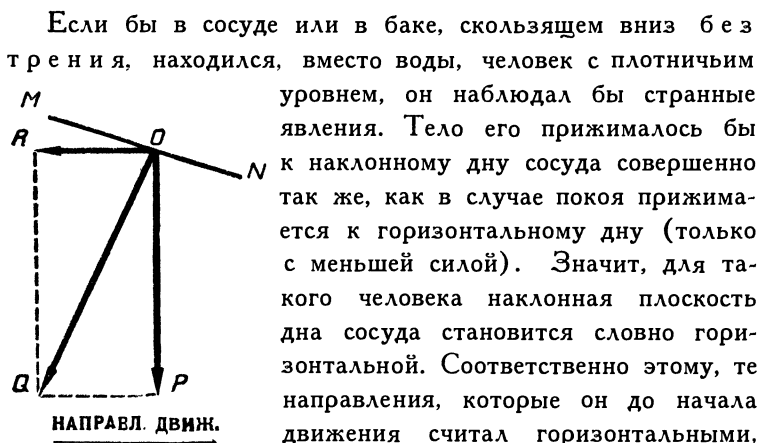 Если бы в сосуде или в баке, скользящем вниз без
трения, находился, вместо воды, человек с плотничьим
уровнем, он наблюдал бы странные
явления. Тело его прижималось бы
к наклонному дну сосуда совершенно
так же, как в случае покоя прижима-
ется к горизонтальному дну (только
с меньшей силой). Значит, для та-
кого человека наклонная плоскость
дна сосуда становится словно гори-
зонтальной. Соответственно этому, те
направления, которые он до начала
движения считал горизонтальными,
M
R
O
N
Q
P
НАПРАВЛ. ДВИЖ.